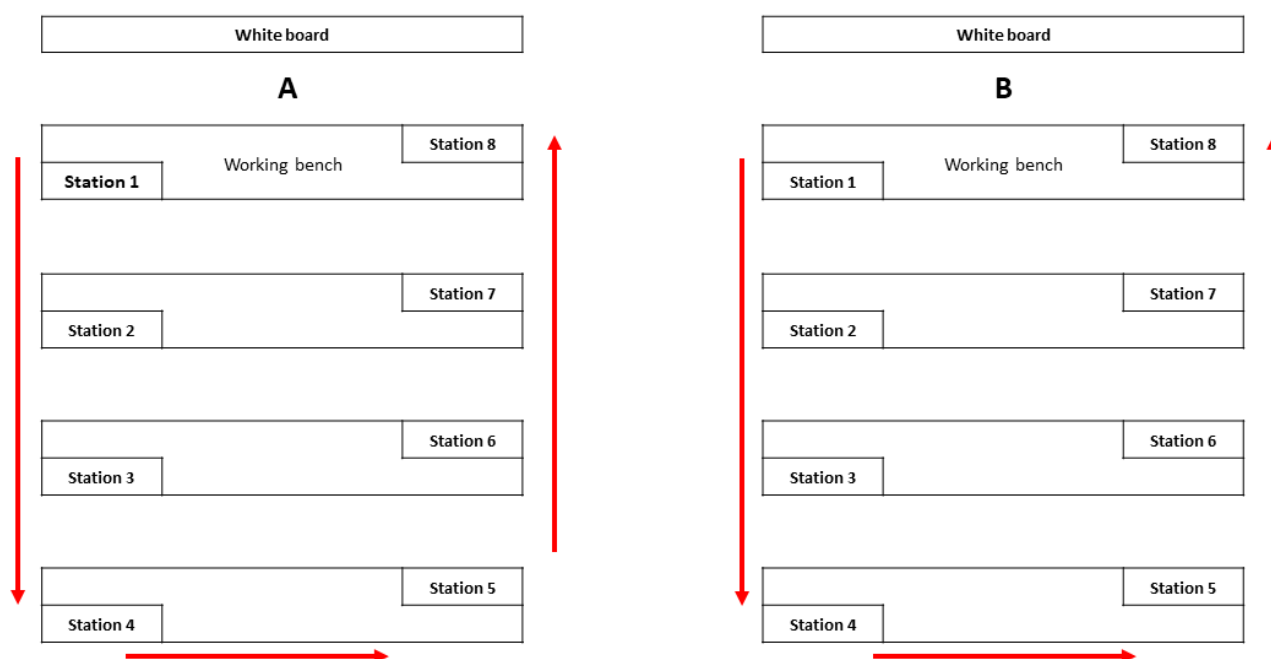 White board
A
Station 8
Working bench
Station 1
Station 7
Station 2
Station 6
Station 3
Station 5
Station 4
White board
B
Station 8
Working bench
Station 1
Station 7
Station 2
Station 6
Station 3
Station 5
Station 4